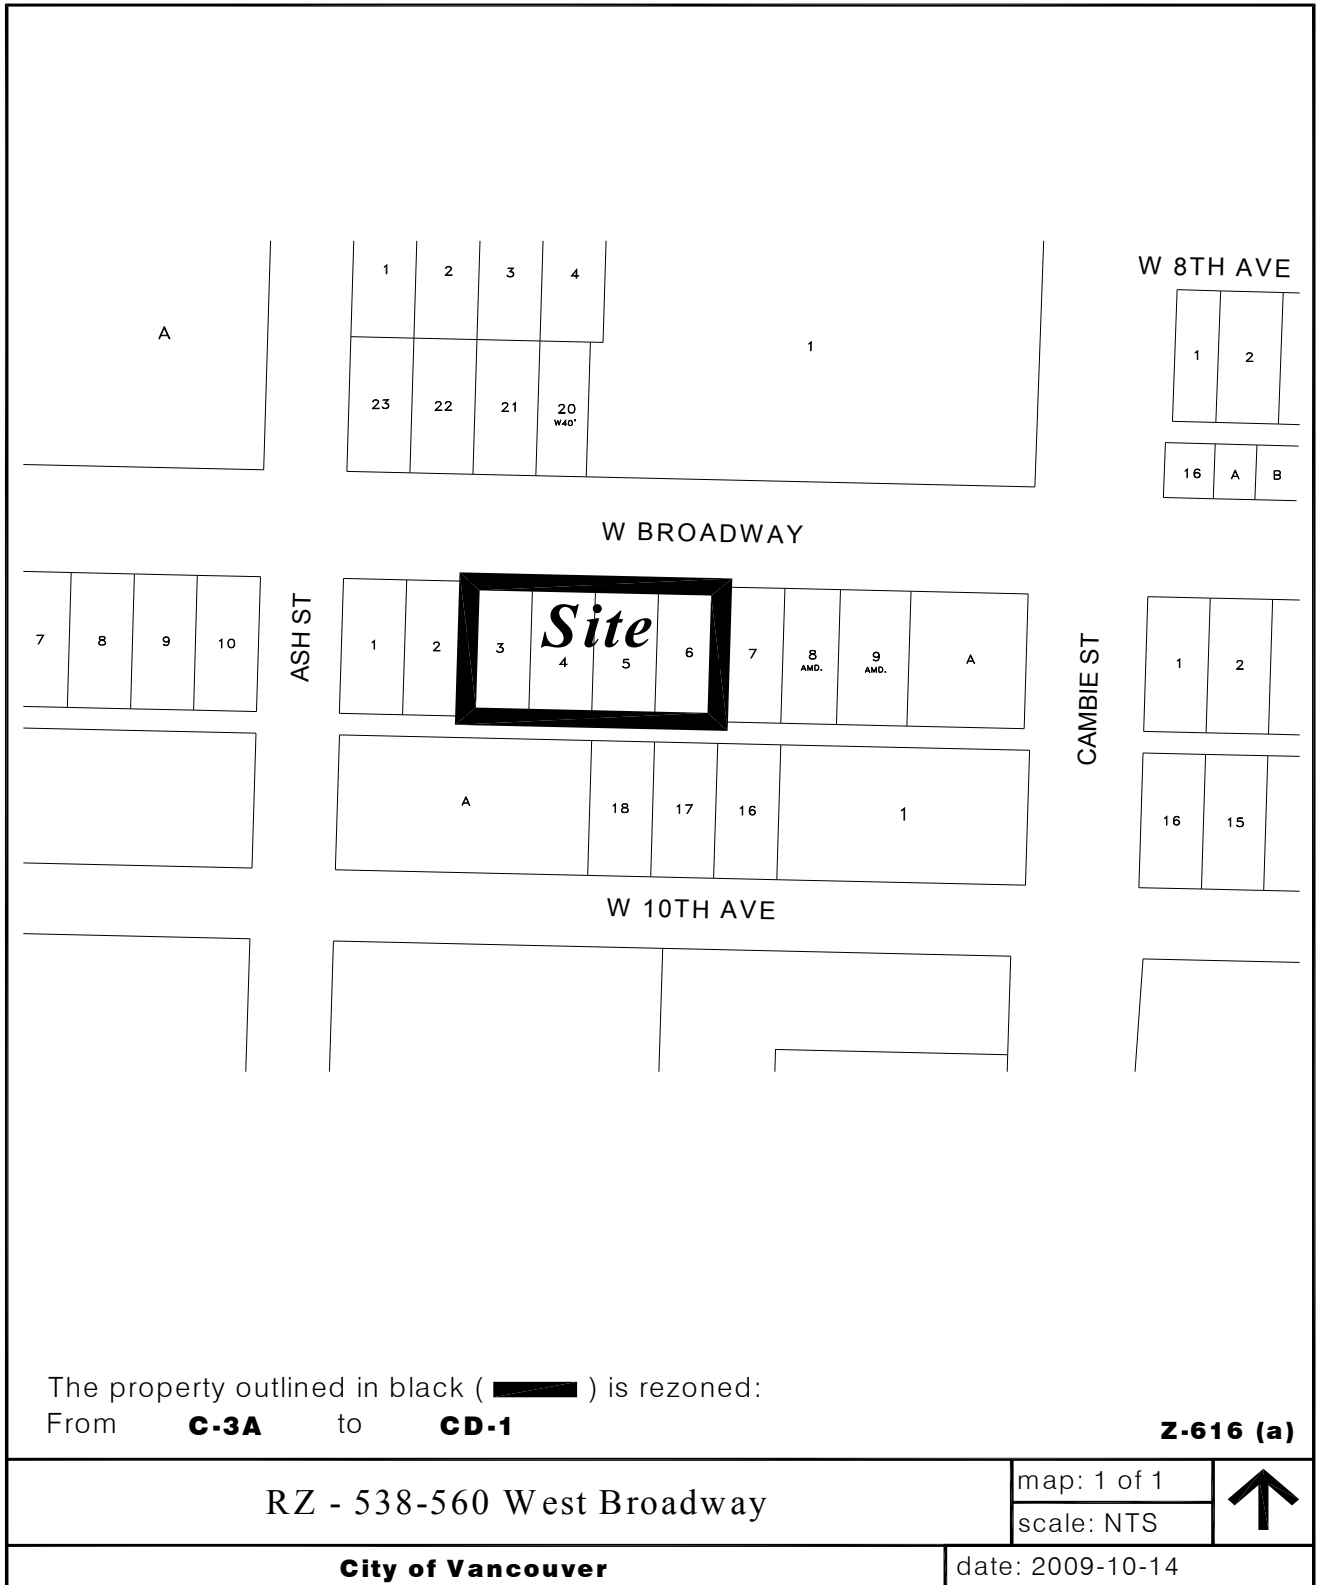 W 8TH AVE
1 2 3 4
A
1
1 2
23 22 21 20
W40'
16 A B
W BROADWAY
Site
7 8 9 10
ASH ST
1 2 3 4 5 6 7 8 9 A
AMD. AMD.
CAMBIE ST
1 2
A 18 17 16 1
16 15
W 10TH AVE
The property outlined in black ( ) is rezoned:
From C-3A to CD-1
Z-616 (a)
RZ - 538-560 West Broadway
map: 1 of 1
scale: NTS
City of Vancouver
date: 2009-10-14